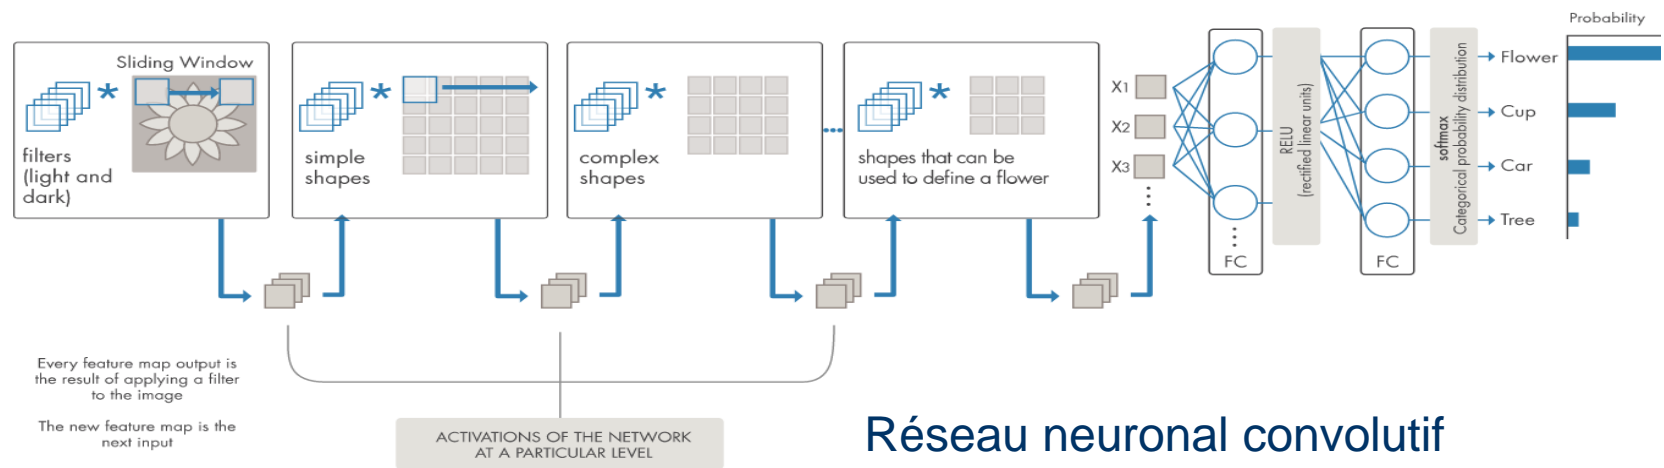 Sliding Window
filters
(light and
dark)
simple
shapes
complex
shapes
shapes that can be
used to define a flower
X1
X2
X3
FC
RELU
(rectified linear units)
FC
softmax
Categorical probability distribution
Probability
Flower
Cup
Car
Tree
Every feature map output is
the result of applying a filter
to the image
The new feature map is the
next input
ACTIVATIONS OF THE NETWORK
AT A PARTICULAR LEVEL
Réseau neuronal convolutif